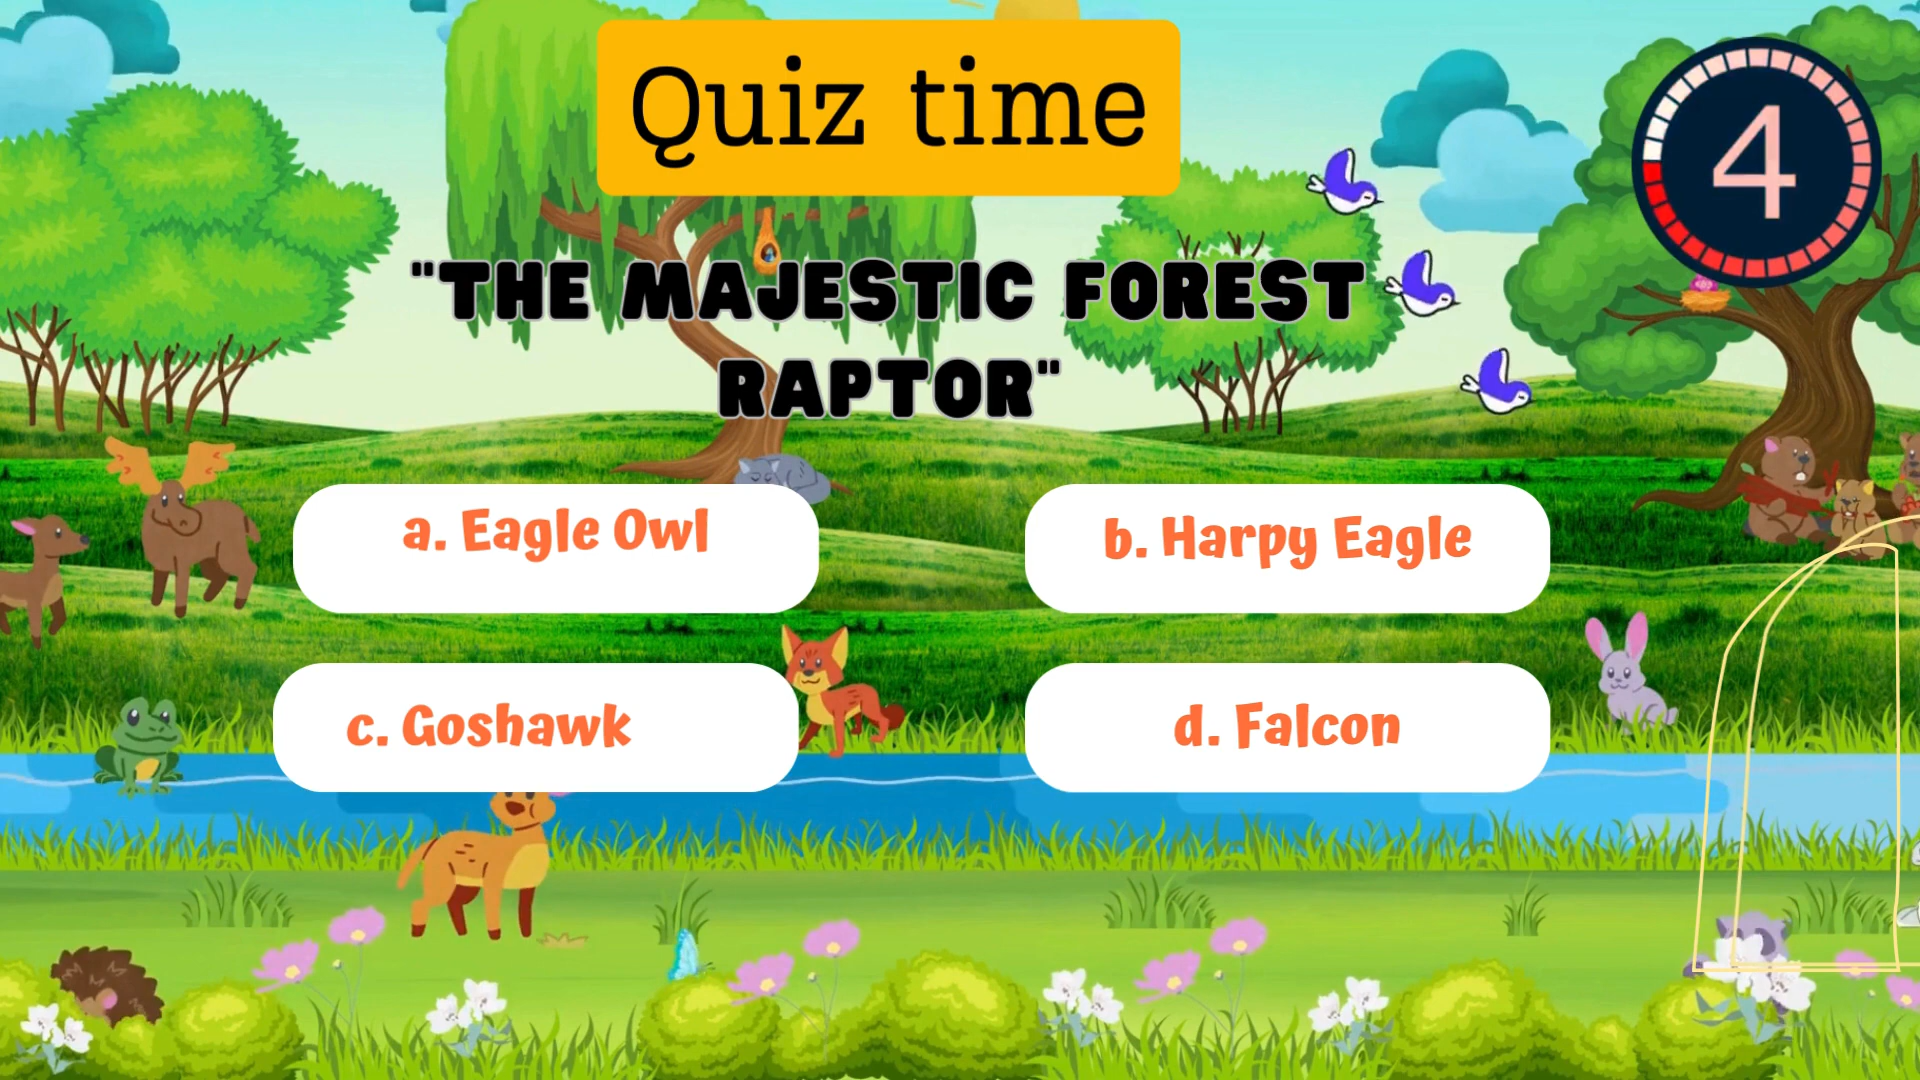 Quiz time
4
"THE MAJESTIC FOREST
RAPTOR"
a. Eagle Owl
b. Harpy Eagle
c. Goshawk
d. Falcon